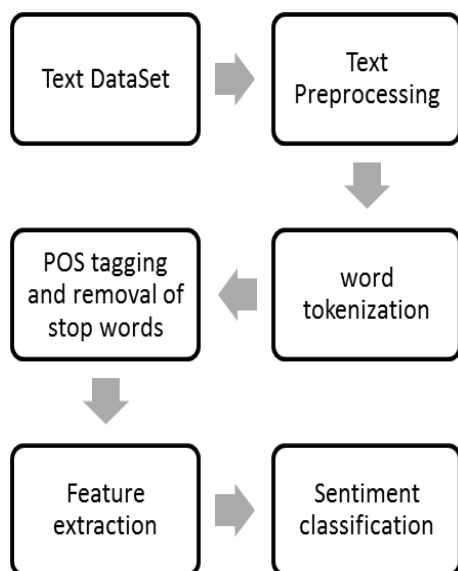 Text DataSet
Text
Preprocessing
word
tokenization
POS tagging
and removal of
stop words
Feature
extraction
Sentiment
classification